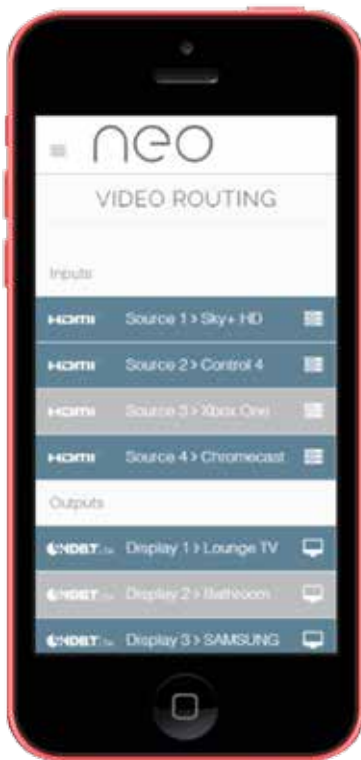 neo
VIDEO ROUTING
Inputs
HDMI Source 1 > Sky+ HD
HDMI Source 2 > Control 4
HDMI Source 3 > Xbox One
HDMI Source 4 > Chromecast
Outputs
HDBT Display 1 > Lounge TV
HDBT Display 2 > Bathroom
HDBT Display 3 > SAMSUNG